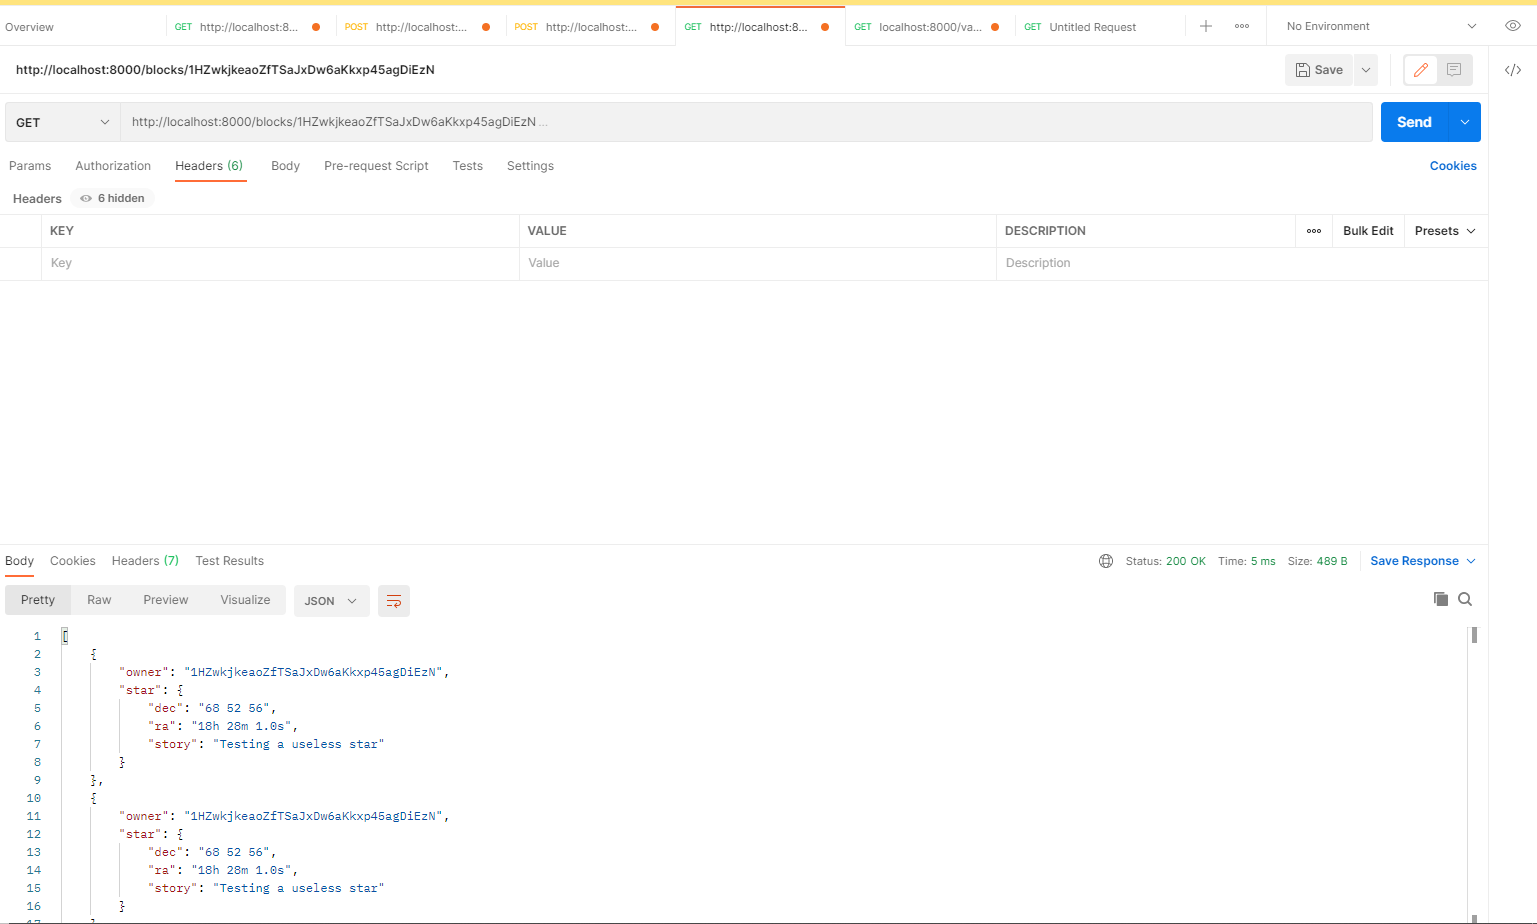 Overview GET http://localhost:8... POST http://localhost:... POST http://localhost:... GET http://localhost:8... GET localhost:8000/va... GET Untitled Request No Environment
http://localhost:8000/blocks/1HZwkjkeaoZfTSaJxDw6aKkxp45agDiEzN Save
GET http://localhost:8000/blocks/1HZwkjkeaoZfTSaJxDw6aKkxp45agDiEzN ... Send
Params Authorization Headers (6) Body Pre-request Script Tests Settings Cookies
Headers 6 hidden
KEY VALUE DESCRIPTION Bulk Edit Presets
Key Value Description
Body Cookies Headers (7) Test Results Status: 200 OK Time: 5 ms Size: 489 B Save Response
Pretty Raw Preview Visualize JSON
1 [
2 {
3 "owner": "1HZwkjkeaoZfTSaJxDw6aKkxp45agDiEzN",
4 "star": {
5 "dec": "68 52 56",
6 "ra": "18h 28m 1.0s",
7 "story": "Testing a useless star"
8 }
9 },
10 {
11 "owner": "1HZwkjkeaoZfTSaJxDw6aKkxp45agDiEzN",
12 "star": {
13 "dec": "68 52 56",
14 "ra": "18h 28m 1.0s",
15 "story": "Testing a useless star"
16 }
17 }